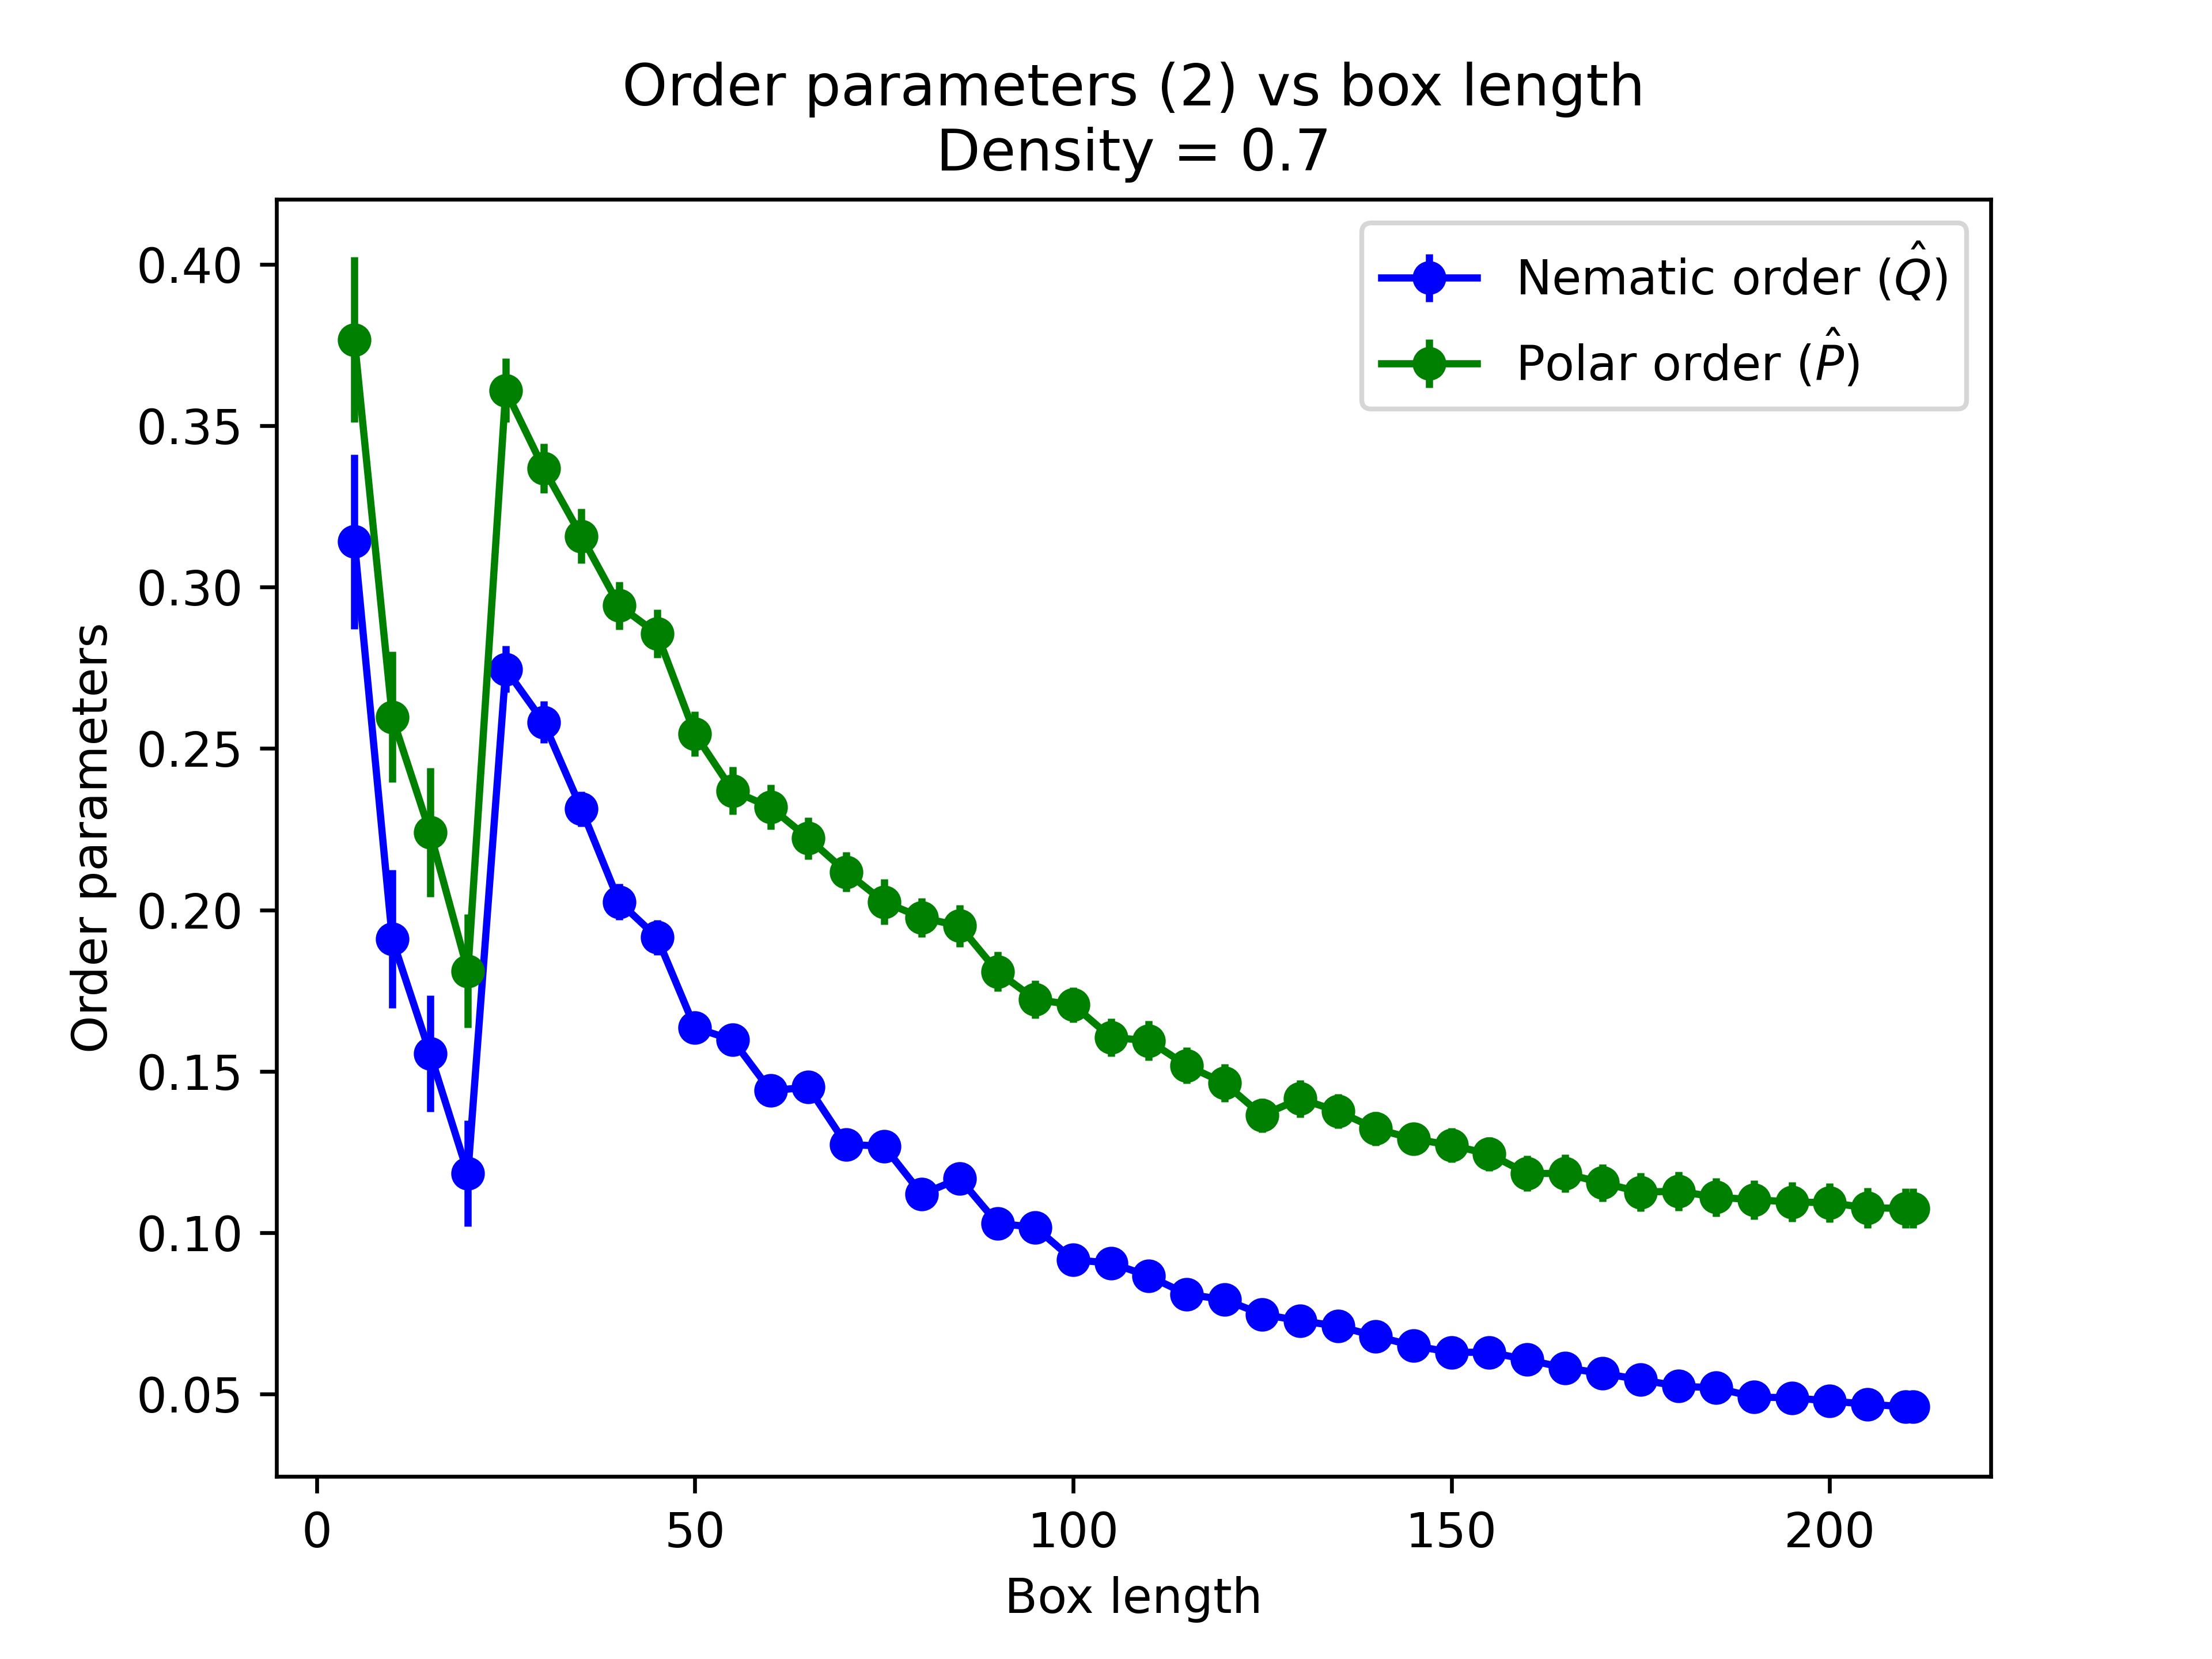 Order parameters (2) vs box length
Density = 0.7
Nematic order (Q̂)
Polar order (P̂)
0.40
0.35
0.30
0.25
0.20
0.15
0.10
0.05
Order parameters
0 50 100 150 200
Box length